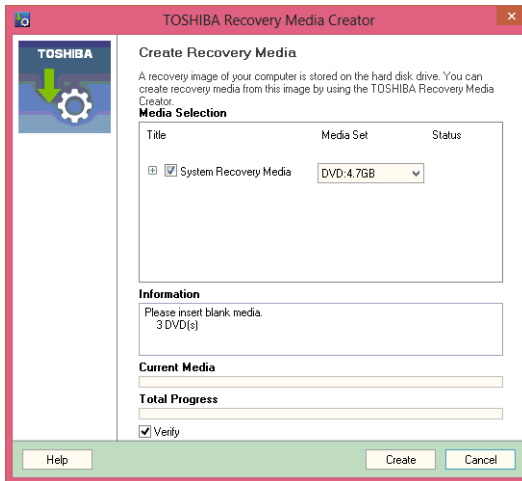 TOSHIBA Recovery Media Creator
TOSHIBA
Create Recovery Media
A recovery image of your computer is stored on the hard disk drive. You can
create recovery media from this image by using the TOSHIBA Recovery Media
Creator.
Media Selection
Title Media Set Status
System Recovery Media DVD:4.7GB
Information
Please insert blank media.
3 DVD(s)
Current Media
Total Progress
Verify
Help Create Cancel